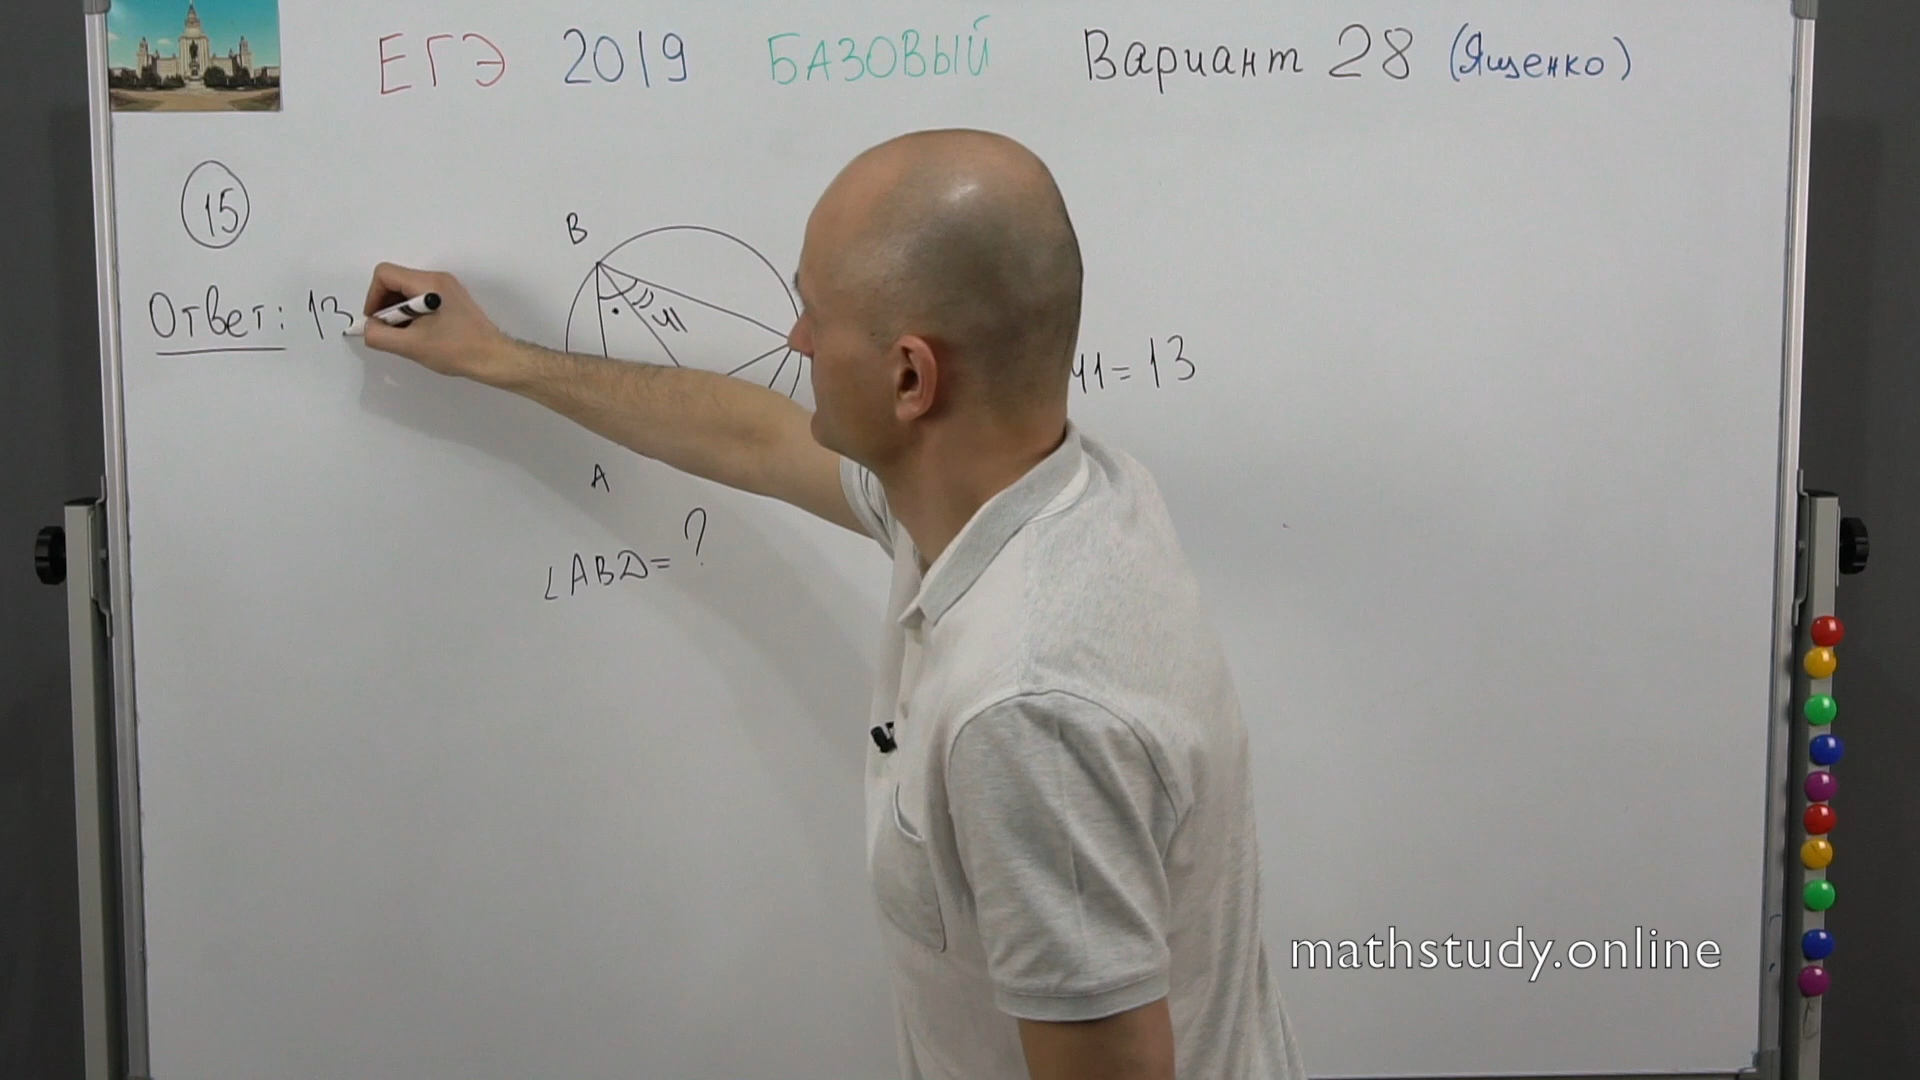 ЕГЭ 2019 БАЗОВЫЙ Вариант 28 (Ященко)
15
Ответ: 13
B
41
41 = 13
A
∠ABD = ?
mathstudy.online